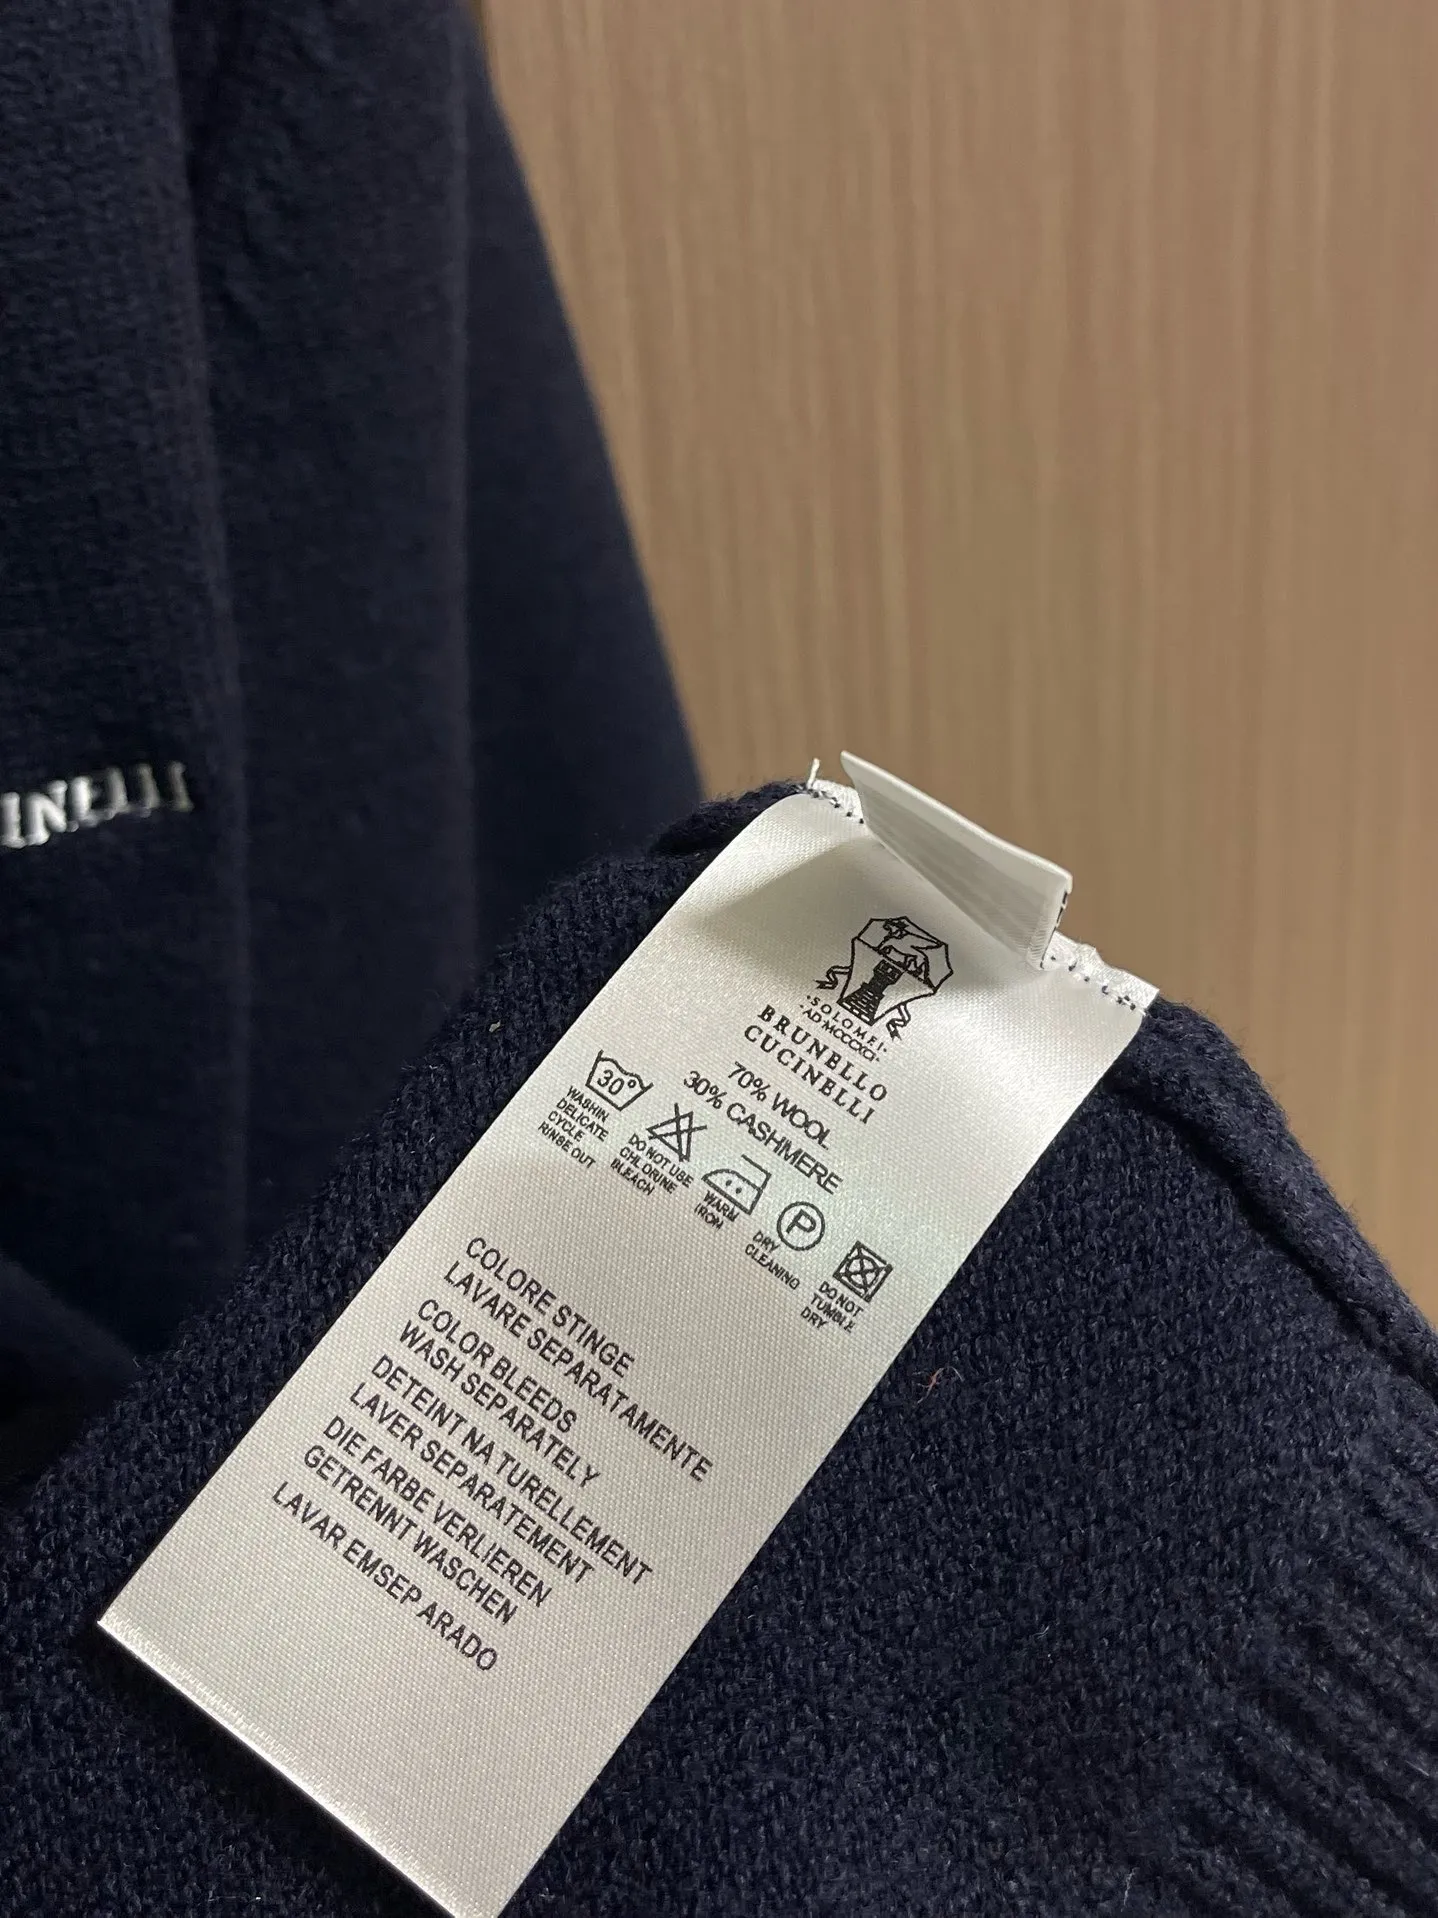 INELLI
·SOLOMEI·
·AD·MCCCXCI·
BRUNELLO
CUCINELLI
70% WOOL
30% CASHMERE
30°
WASHIN
DELICATE
CYCLE
RINSE OUT
DO NOT USE
CHLORINE
BLEACH
WARM
IRON
P
DRY
CLEANING
DO NOT
TUMBLE
DRY
COLORE STINGE
LAVARE SEPARATAMENTE
COLOR BLEEDS
WASH SEPARATELY
DETEINT NA TURELLEMENT
LAVER SEPARATEMENT
DIE FARBE VERLIEREN
GETRENNT WASCHEN
LAVAR EMSEP ARADO